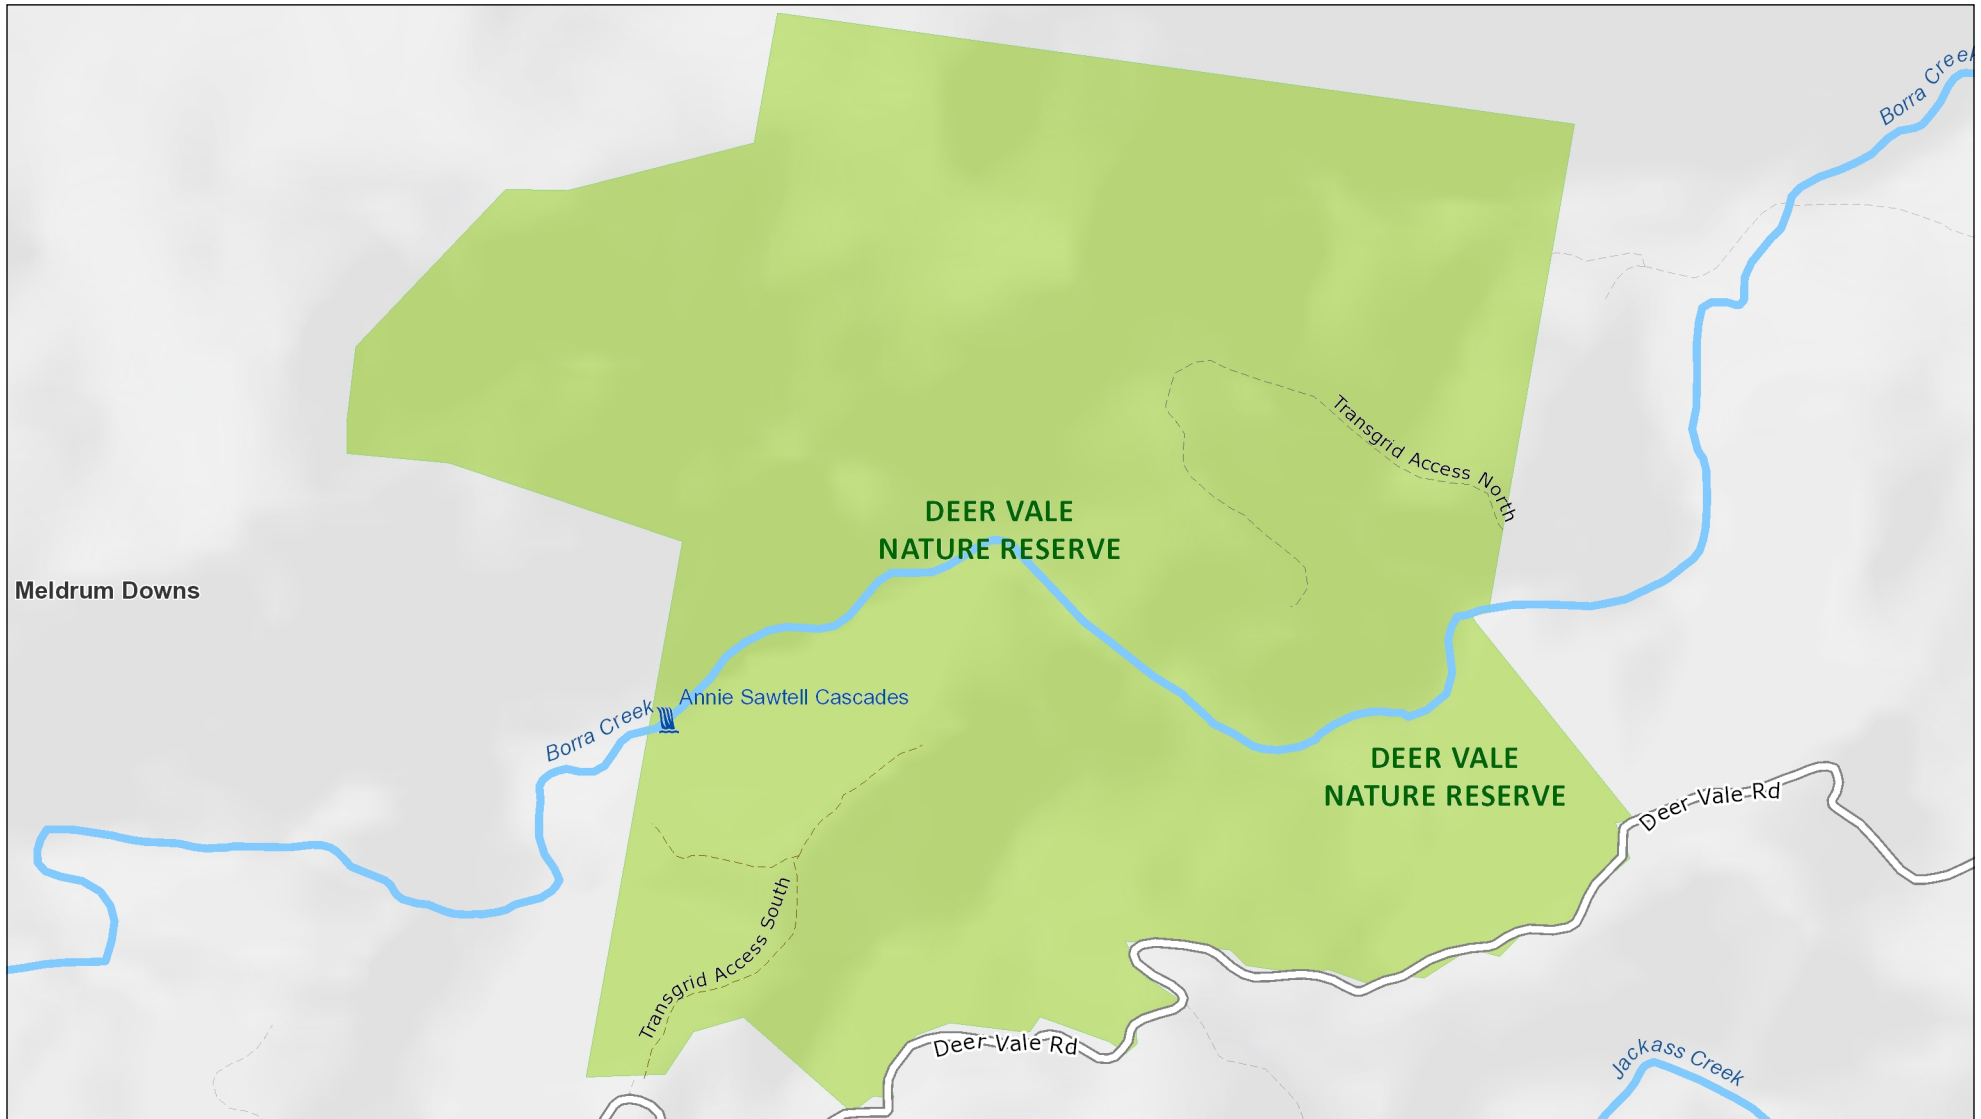 Borra Creek
Transgrid Access North
DEER VALE
NATURE RESERVE
Meldrum Downs
Annie Sawtell Cascades
Borra Creek
DEER VALE
NATURE RESERVE
Deer Vale Rd
Transgrid Access South
Deer Vale Rd
Jackass Creek